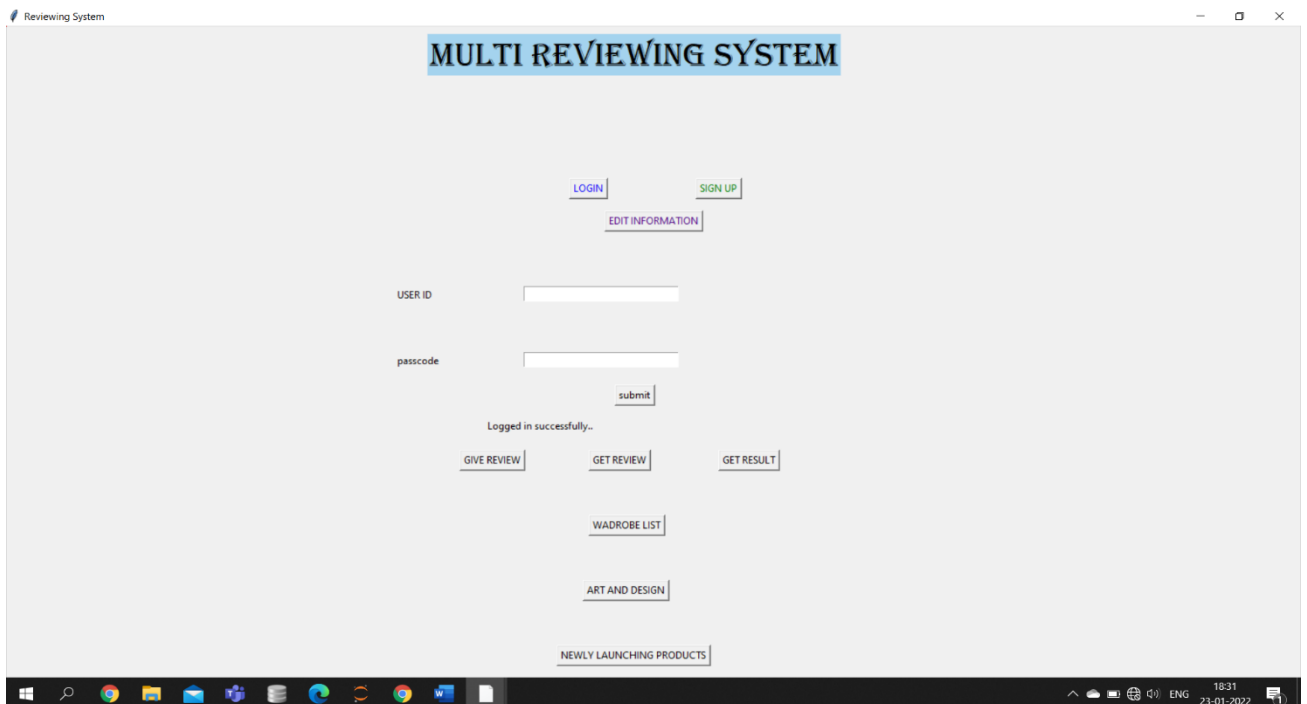 Reviewing System
MULTI REVIEWING SYSTEM
LOGIN SIGN UP
EDIT INFORMATION
USER ID
passcode
submit
Logged in successfully..
GIVE REVIEW GET REVIEW GET RESULT
WADROBE LIST
ART AND DESIGN
NEWLY LAUNCHING PRODUCTS
ENG 18:31
23-01-2022